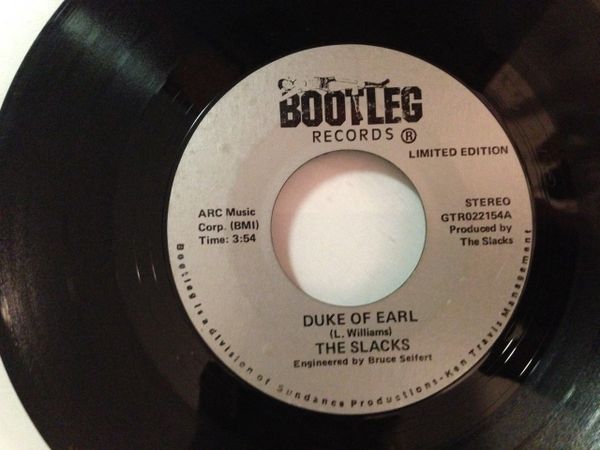 BOOTLEG
RECORDS ®
LIMITED EDITION
ARC Music
Corp. (BMI)
Time: 3:54
STEREO
GTR022154A
Produced by
The Slacks
DUKE OF EARL
(L. Williams)
THE SLACKS
Engineered by Bruce Seifert
Bootleg is a division of Sundance Productions-Ken Travis Management